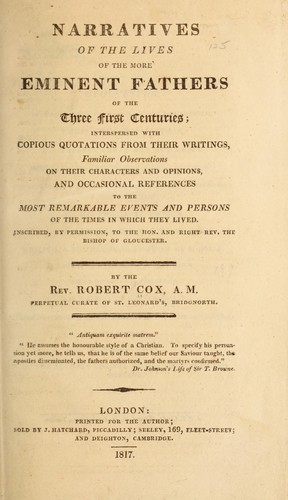 NARRATIVES
OF THE LIVES
OF THE MORE
EMINENT FATHERS
OF THE
Three First Centuries;
INTERSPERSED WITH
COPIOUS QUOTATIONS FROM THEIR WRITINGS,
Familiar Observations
ON THEIR CHARACTERS AND OPINIONS,
AND OCCASIONAL REFERENCES
TO THE
MOST REMARKABLE EVENTS AND PERSONS
OF THE TIMES IN WHICH THEY LIVED.
INSCRIBED, BY PERMISSION, TO THE HON. AND RIGHT REV. THE
BISHOP OF GLOUCESTER.
BY THE
REV. ROBERT COX, A.M.
PERPETUAL CURATE OF ST. LEONARD'S, BRIDGNORTH.
"Antiquam exquirite matrem."
"He assumes the honourable style of a Christian. To specify his persua-
sion yet more, he tells us, that he is of the same belief our Saviour taught, the
apostles disseminated, the fathers authorized, and the martyrs confirmed."
Dr. Johnson's Life of Sir T. Browne.
LONDON:
PRINTED FOR THE AUTHOR;
SOLD BY J. HATCHARD, PICCADILLY; SEELEY, 169, FLEET-STREET;
AND DEIGHTON, CAMBRIDGE.
1817.